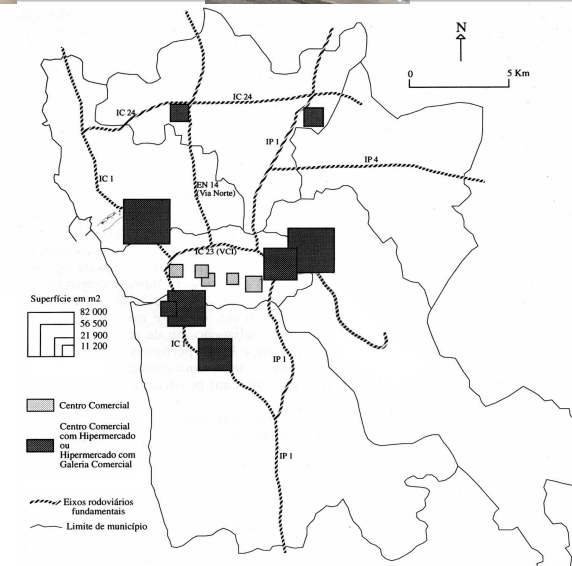 N
0 5 Km
IC 24
IC 24
IP 1
IP 4
IC 1
EN 14
(Via Norte)
IC 23 (VCI)
Superfície em m2
82 000
56 500
21 900
11 200
IC 1
IP 1
Centro Comercial
Centro Comercial
com Hipermercado
ou
Hipermercado com
Galeria Comercial
IP 1
Eixos rodoviários
fundamentais
Limite de município